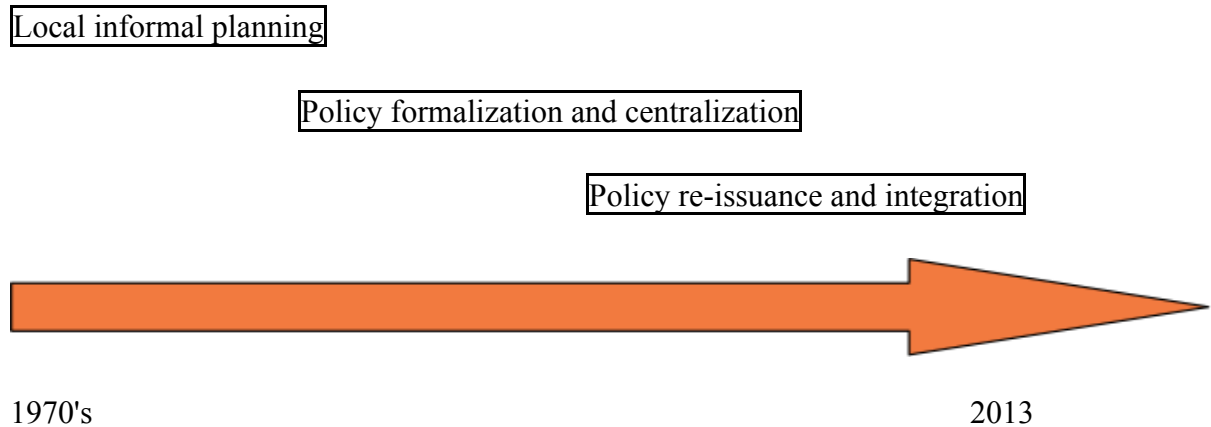 Local informal planning
Policy formalization and centralization
Policy re-issuance and integration
1970's 2013